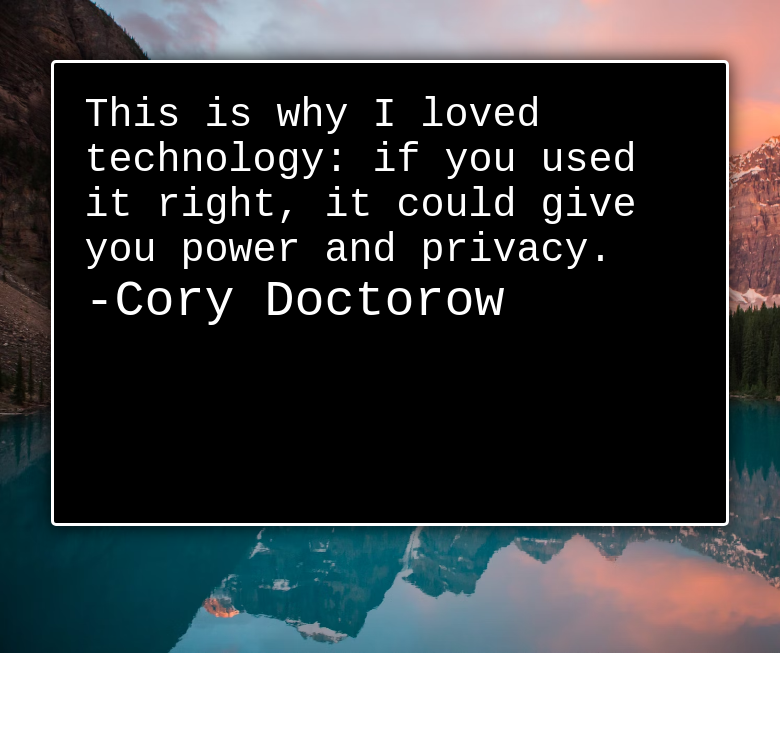 This is why I loved
technology: if you used
it right, it could give
you power and privacy.
-Cory Doctorow